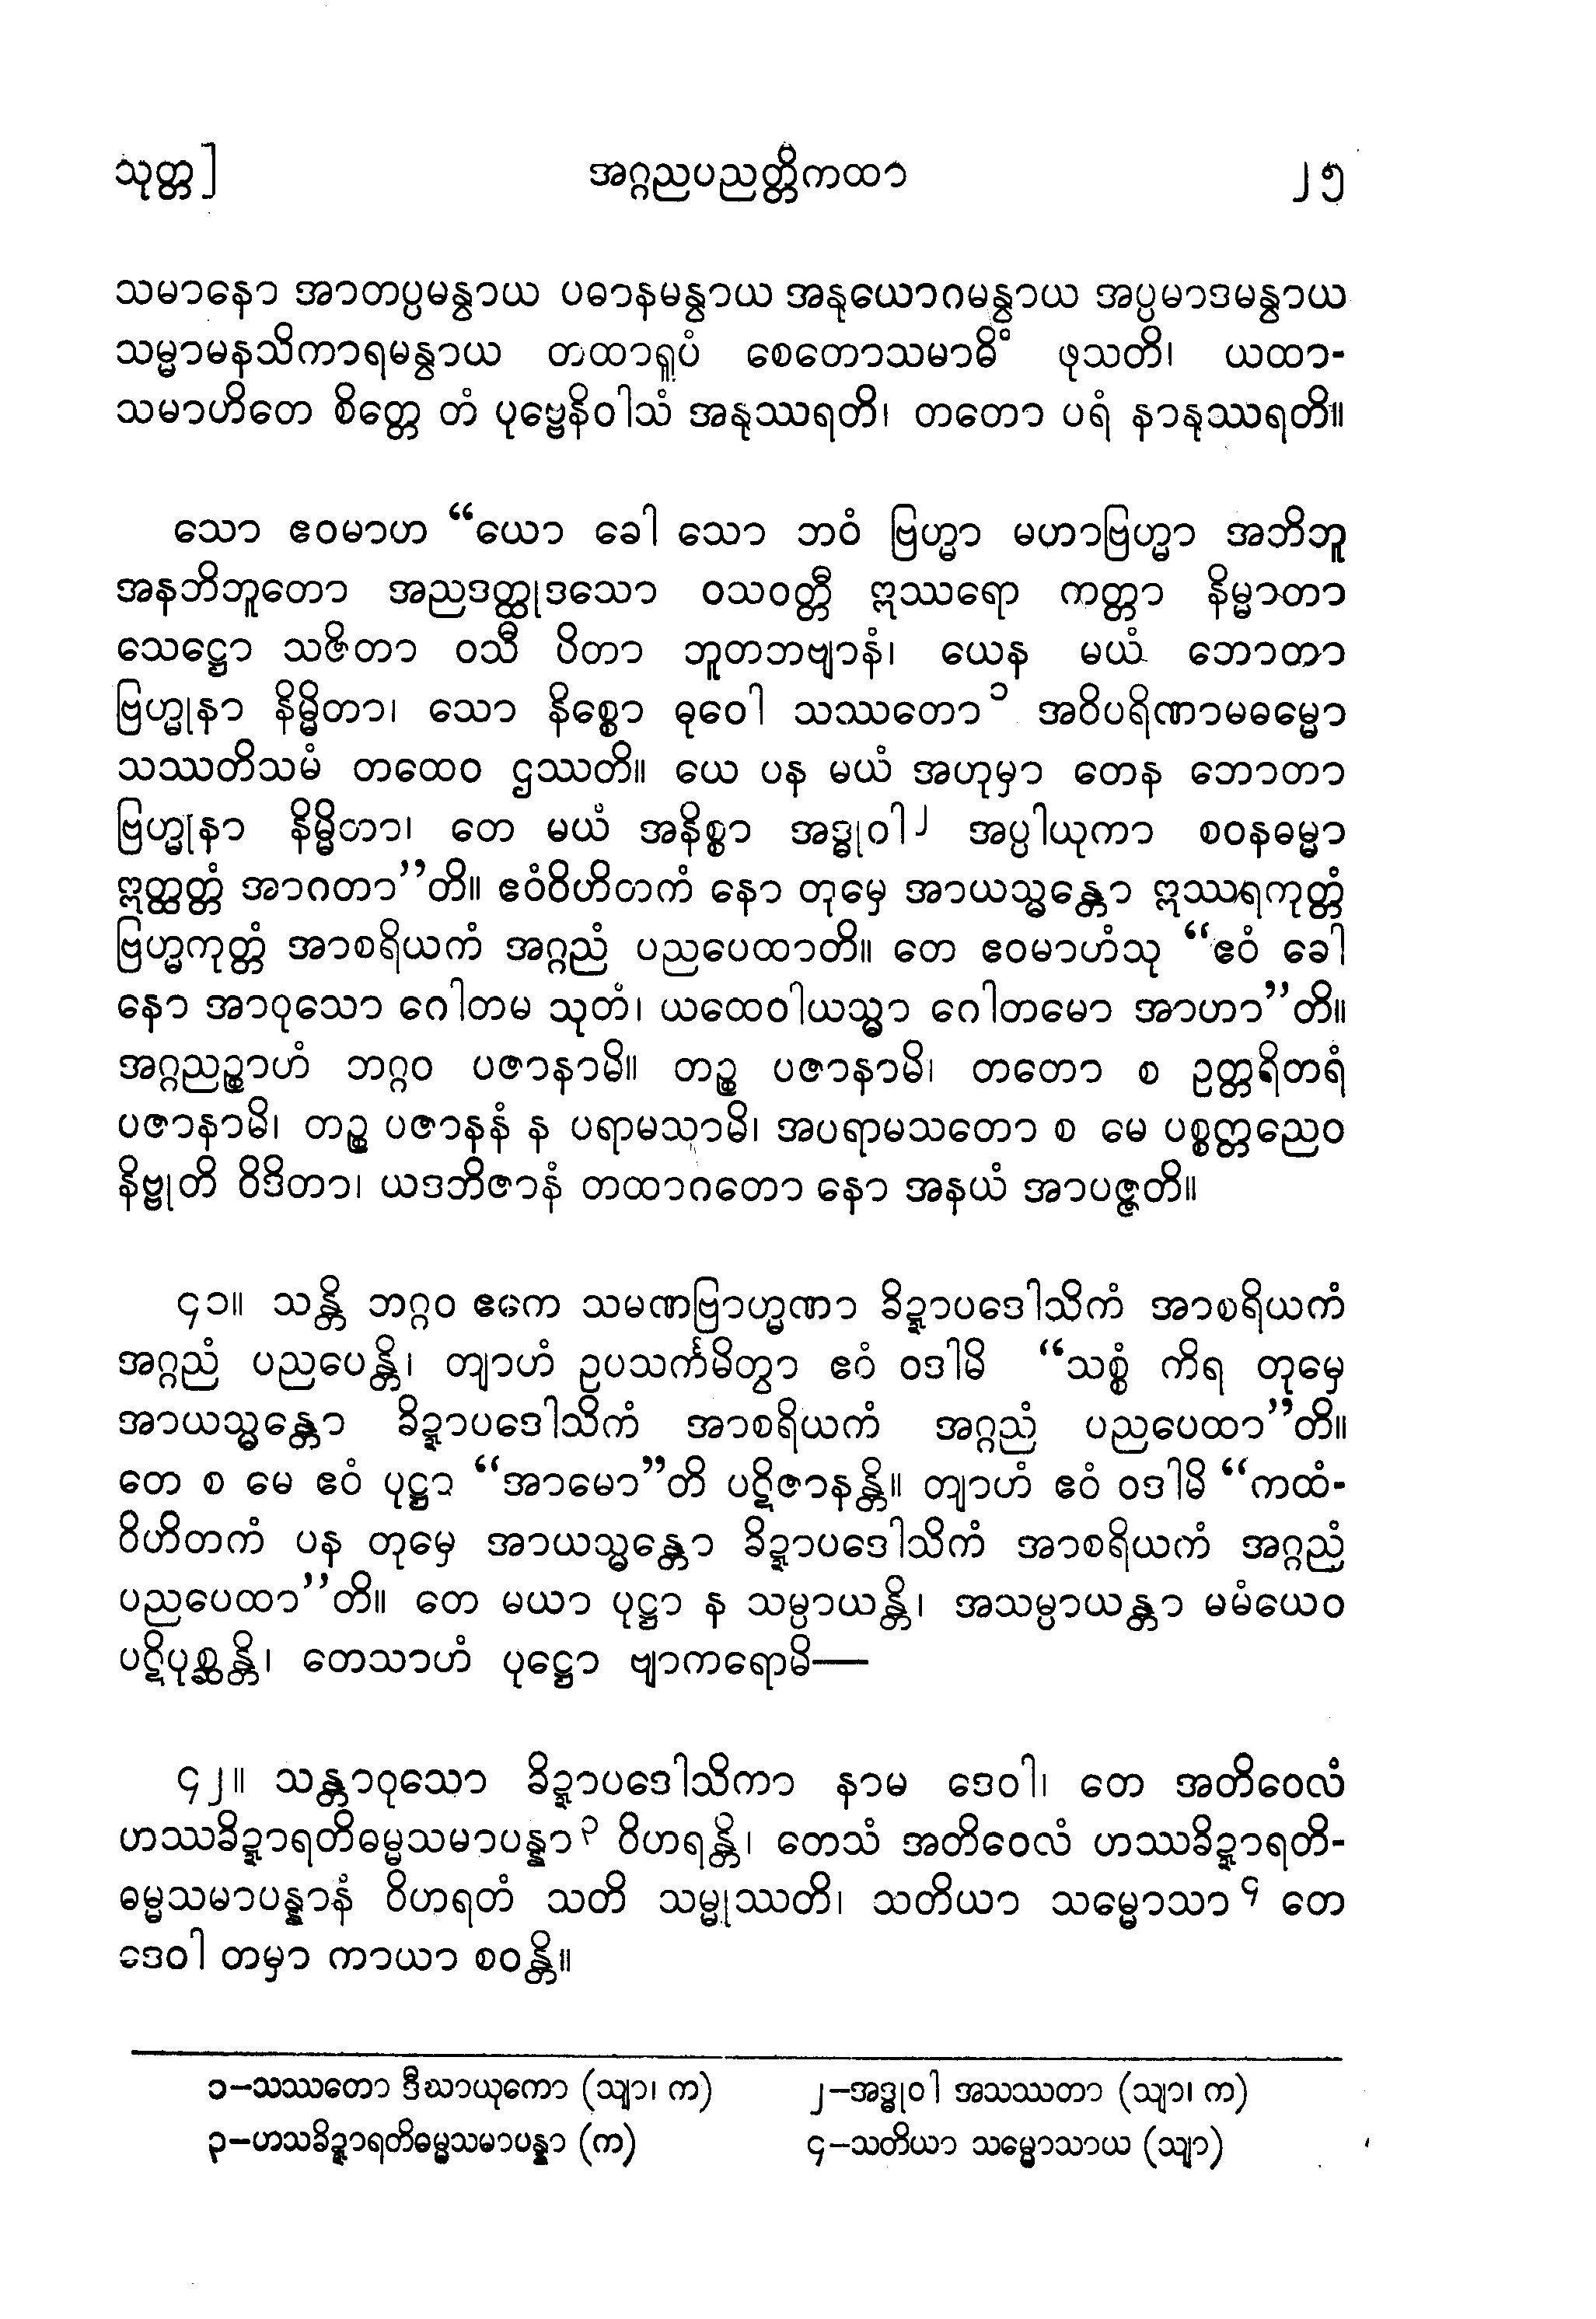 သုတ္တ] အဂ္ဂညပညတ္တိကထာ ၂၅
သမာနော အာတပ္ပမန္ဝာယ ပဓာနမန္ဝာယ အနုယောဂမန္ဝာယ အပ္ပမာဒမန္ဝာယ
သမ္မာမနသိကာရမန္ဝာယ တထာရူပံ စေတောသမာဓိံ ဖုသတိ၊ ယထာ-
သမာဟိတေ စိတ္တေ တံ ပုဗ္ဗေနိဝါသံ အနုဿရတိ၊ တတော ပရံ နာနုဿရတိ။
သော ဧဝမာဟ “ယော ခေါ သော ဘဝံ ဗြဟ္မာ မဟာဗြဟ္မာ အဘိဘူ
အနဘိဘူတော အညဒတ္ထုဒသော ဝသဝတ္တီ ဣဿရော ကတ္တာ နိမ္မာတာ
သေဋ္ဌော သဇိတာ ဝသီ ပိတာ ဘူတဘဗျာနံ၊ ယေန မယံ ဘောတာ
ဗြဟ္မုနာ နိမ္မိတာ၊ သော နိစ္စော ဓုဝေါ သဿတော၁ အဝိပရိဏာမဓမ္မော
သဿတိသမံ တထေဝ ဌဿတိ။ ယေ ပန မယံ အဟုမှာ တေန ဘောတာ
ဗြဟ္မုနာ နိမ္မိတာ၊ တေ မယံ အနိစ္စာ အဒ္ဓုဝါ၂ အပ္ပါယုကာ စဝနဓမ္မာ
ဣတ္ထတ္တံ အာဂတာ”တိ။ ဧဝံဝိဟိတကံ နော တုမှေ အာယသ္မန္တော ဣဿရကုတ္တံ
ဗြဟ္မကုတ္တံ အာစရိယကံ အဂ္ဂညံ ပညပေထာတိ။ တေ ဧဝမာဟံသု “ဧဝံ ခေါ
နော အာဝုသော ဂေါတမ သုတံ၊ ယထေဝါယသ္မာ ဂေါတမော အာဟာ”တိ။
အဂ္ဂညဉ္စာဟံ ဘဂ္ဂဝ ပဇာနာမိ။ တဉ္စ ပဇာနာမိ၊ တတော စ ဥတ္တရိတရံ
ပဇာနာမိ၊ တဉ္စ ပဇာနနံ န ပရာမသာမိ၊ အပရာမသတော စ မေ ပစ္စတ္တညေဝ
နိဗ္ဗုတိ ဝိဒိတာ၊ ယဒဘိဇာနံ တထာဂတော နော အနယံ အာပဇ္ဇတိ။
၄၁။ သန္တိ ဘဂ္ဂဝ ဧကေ သမဏဗြာဟ္မဏာ ခိဍ္ဍာပဒေါသိကံ အာစရိယကံ
အဂ္ဂညံ ပညပေန္တိ၊ တျာဟံ ဥပသင်္ကမိတွာ ဧဝံ ဝဒါမိ “သစ္စံ ကိရ တုမှေ
အာယသ္မန္တော ခိဍ္ဍာပဒေါသိကံ အာစရိယကံ အဂ္ဂညံ ပညပေထာ”တိ။
တေ စ မေ ဧဝံ ပုဋ္ဌာ “အာမော”တိ ပဋိဇာနန္တိ။ တျာဟံ ဧဝံ ဝဒါမိ “ကထံ-
ဝိဟိတကံ ပန တုမှေ အာယသ္မန္တော ခိဍ္ဍာပဒေါသိကံ အာစရိယကံ အဂ္ဂညံ
ပညပေထာ”တိ။ တေ မယာ ပုဋ္ဌာ န သမ္ပာယန္တိ၊ အသမ္ပာယန္တာ မမံယေဝ
ပဋိပုစ္ဆန္တိ၊ တေသာဟံ ပုဋ္ဌော ဗျာကရောမိ—
၄၂။ သန္တာဝုသော ခိဍ္ဍာပဒေါသိကာ နာမ ဒေဝါ၊ တေ အတိဝေလံ
ဟဿခိဍ္ဍာရတိဓမ္မသမာပန္နာ၃ ဝိဟရန္တိ၊ တေသံ အတိဝေလံ ဟဿခိဍ္ဍာရတိ-
ဓမ္မသမာပန္နာနံ ဝိဟရတံ သတိ သမ္မုဿတိ၊ သတိယာ သမ္မောသာ၄ တေ
ဒေဝါ တမှာ ကာယာ စဝန္တိ။
၁–သဿတော ဒီဃာယုကော (သျာ၊ က) ၂–အဒ္ဓုဝါ အသဿတာ (သျာ၊ က)
၃–ဟသခိဍ္ဍာရတိဓမ္မသမာပန္နာ (က) ၄–သတိယာ သမ္မောသာယ (သျာ)